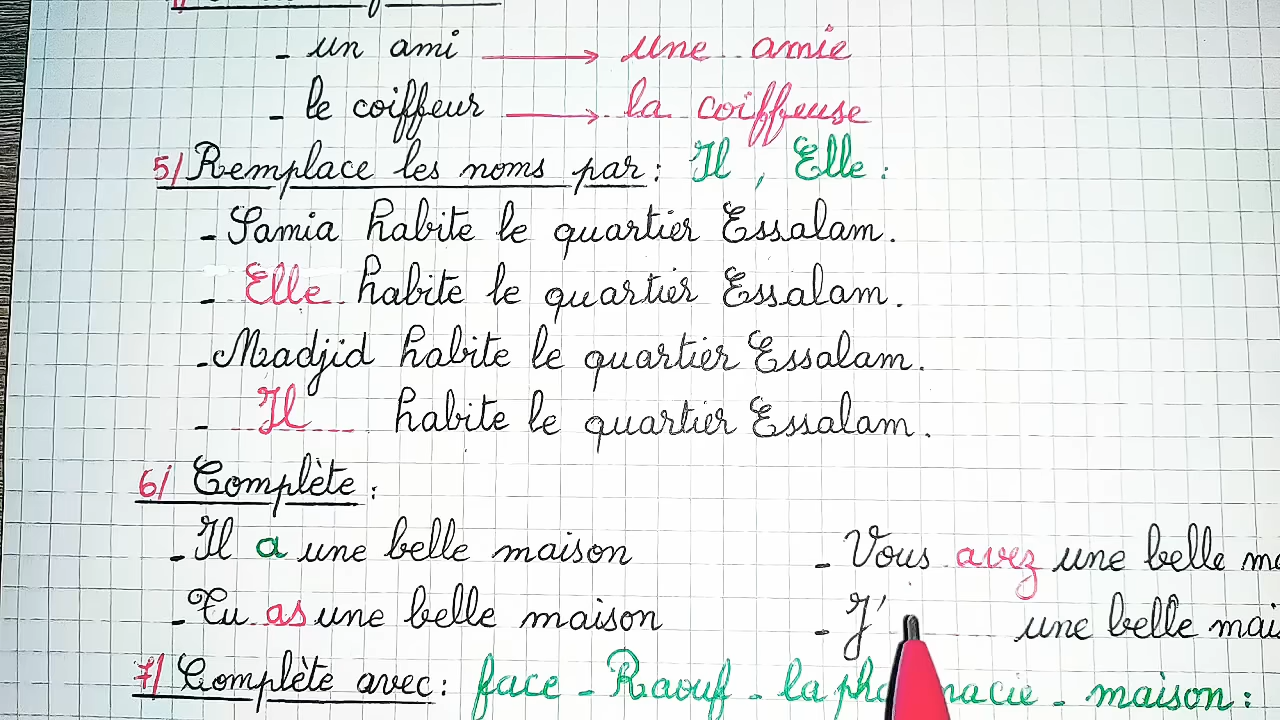 - un ami → une amie
- le coiffeur → la coiffeuse
5/ Remplace les noms par : Il , Elle :
- Samia habite le quartier Essalam.
- Elle habite le quartier Essalam.
- Madjid habite le quartier Essalam.
- Il habite le quartier Essalam.
6/ Complète :
- Il a une belle maison
- Vous avez une belle
- Tu as une belle maison
- J' une belle
7/ Complète avec : face - Raouf - la - maison :